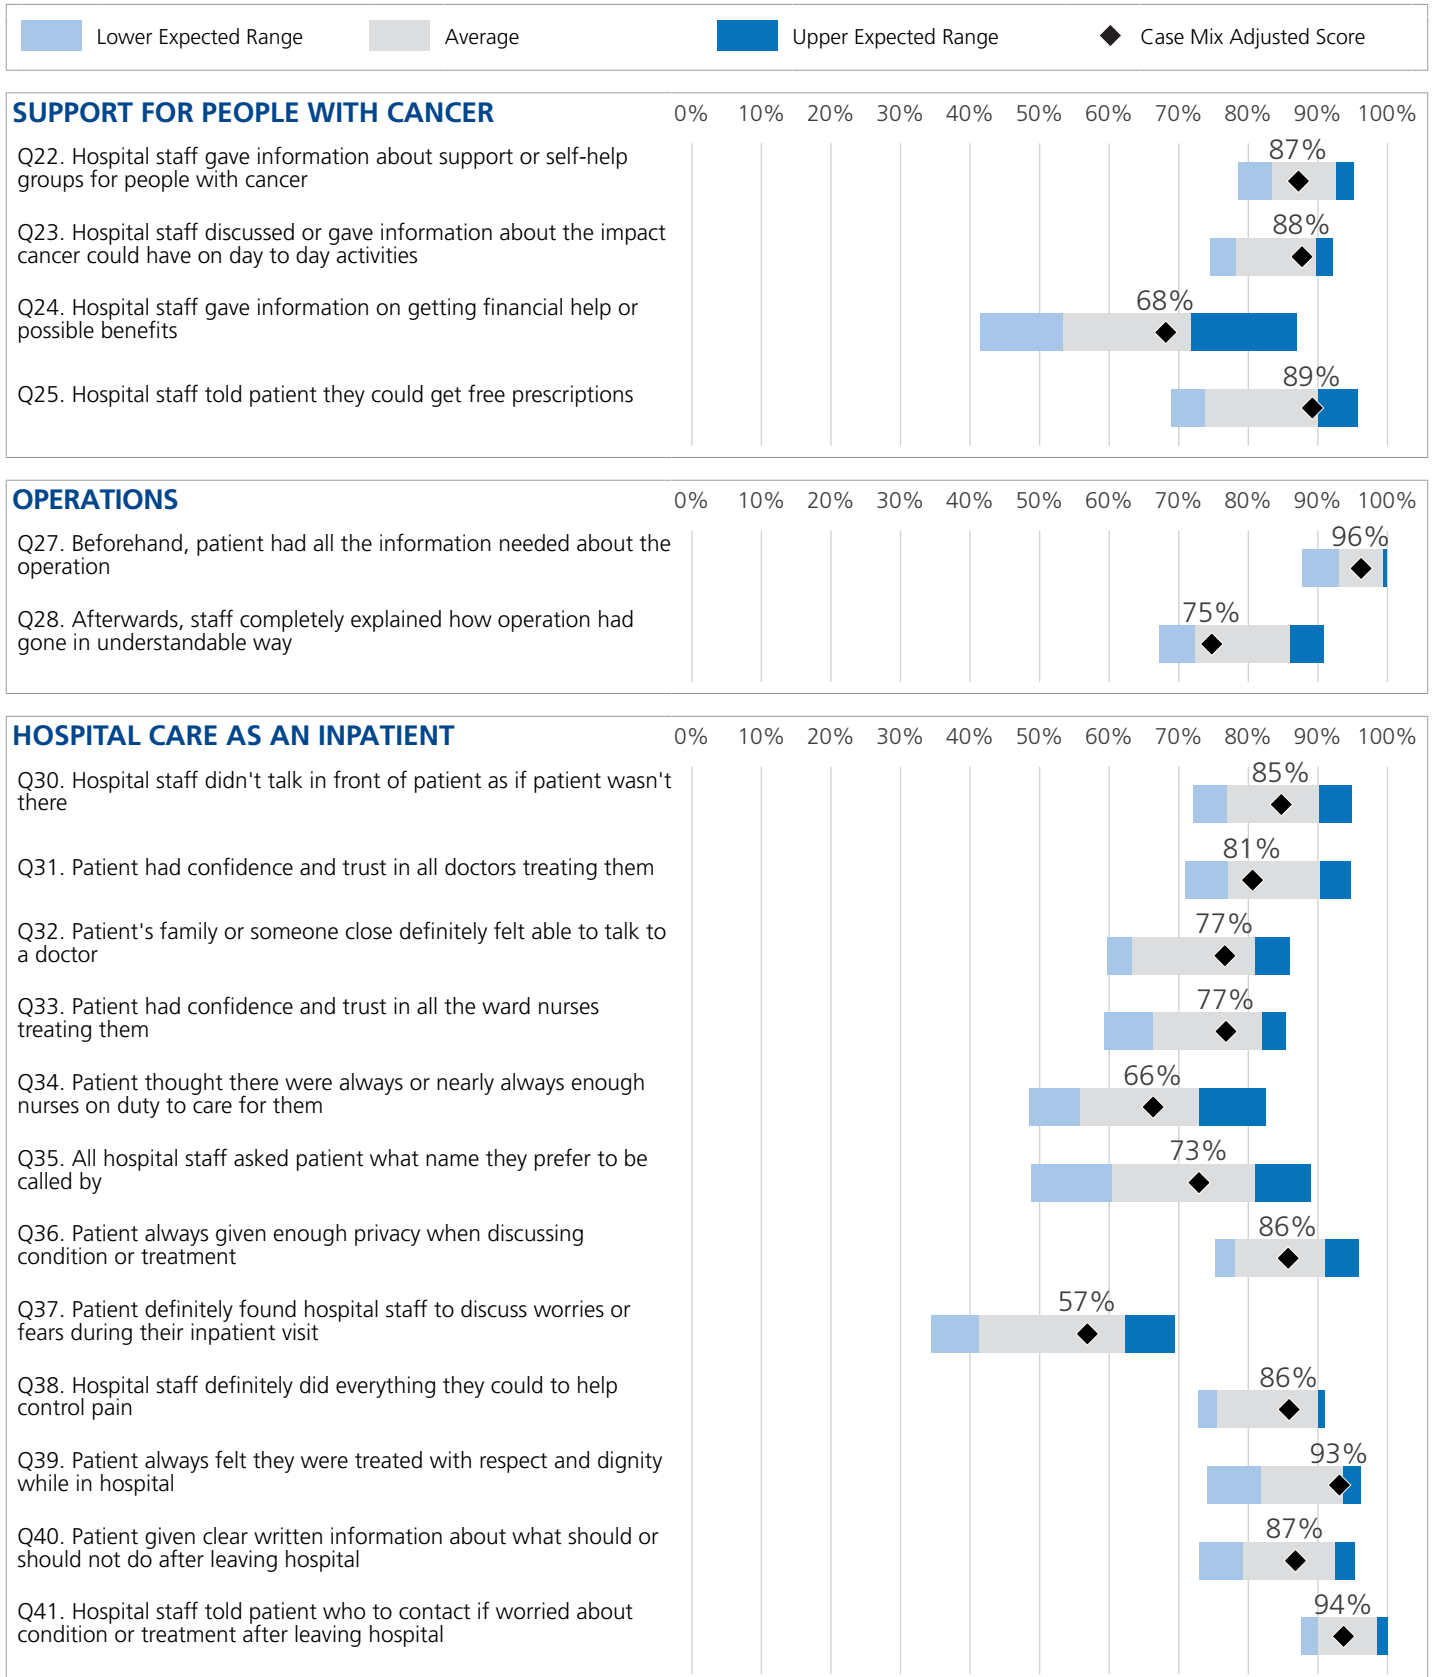 Lower Expected Range Average Upper Expected Range Case Mix Adjusted Score
SUPPORT FOR PEOPLE WITH CANCER 0% 10% 20% 30% 40% 50% 60% 70% 80% 90% 100%
Q22. Hospital staff gave information about support or self-help
groups for people with cancer
87%
Q23. Hospital staff discussed or gave information about the impact
cancer could have on day to day activities
88%
Q24. Hospital staff gave information on getting financial help or
possible benefits
68%
Q25. Hospital staff told patient they could get free prescriptions
89%
OPERATIONS 0% 10% 20% 30% 40% 50% 60% 70% 80% 90% 100%
Q27. Beforehand, patient had all the information needed about the
operation
96%
Q28. Afterwards, staff completely explained how operation had
gone in understandable way
75%
HOSPITAL CARE AS AN INPATIENT 0% 10% 20% 30% 40% 50% 60% 70% 80% 90% 100%
Q30. Hospital staff didn't talk in front of patient as if patient wasn't
there
85%
Q31. Patient had confidence and trust in all doctors treating them
81%
Q32. Patient's family or someone close definitely felt able to talk to
a doctor
77%
Q33. Patient had confidence and trust in all the ward nurses
treating them
77%
Q34. Patient thought there were always or nearly always enough
nurses on duty to care for them
66%
Q35. All hospital staff asked patient what name they prefer to be
called by
73%
Q36. Patient always given enough privacy when discussing
condition or treatment
86%
Q37. Patient definitely found hospital staff to discuss worries or
fears during their inpatient visit
57%
Q38. Hospital staff definitely did everything they could to help
control pain
86%
Q39. Patient always felt they were treated with respect and dignity
while in hospital
93%
Q40. Patient given clear written information about what should or
should not do after leaving hospital
87%
Q41. Hospital staff told patient who to contact if worried about
condition or treatment after leaving hospital
94%